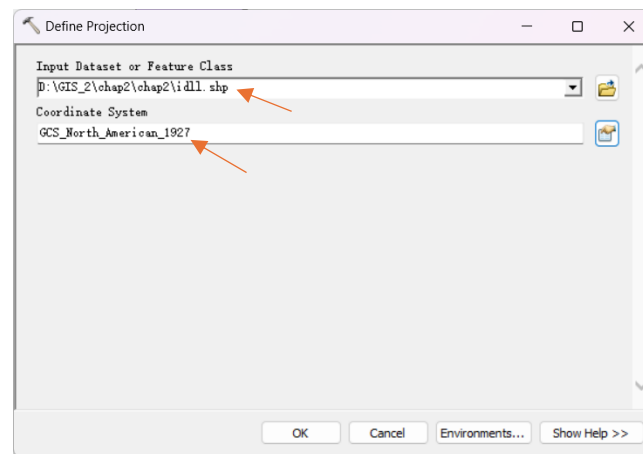 Define Projection
Input Dataset or Feature Class
D:\GIS_2\chap2\chap2\idll.shp
Coordinate System
GCS_North_American_1927
OK Cancel Environments... Show Help >>